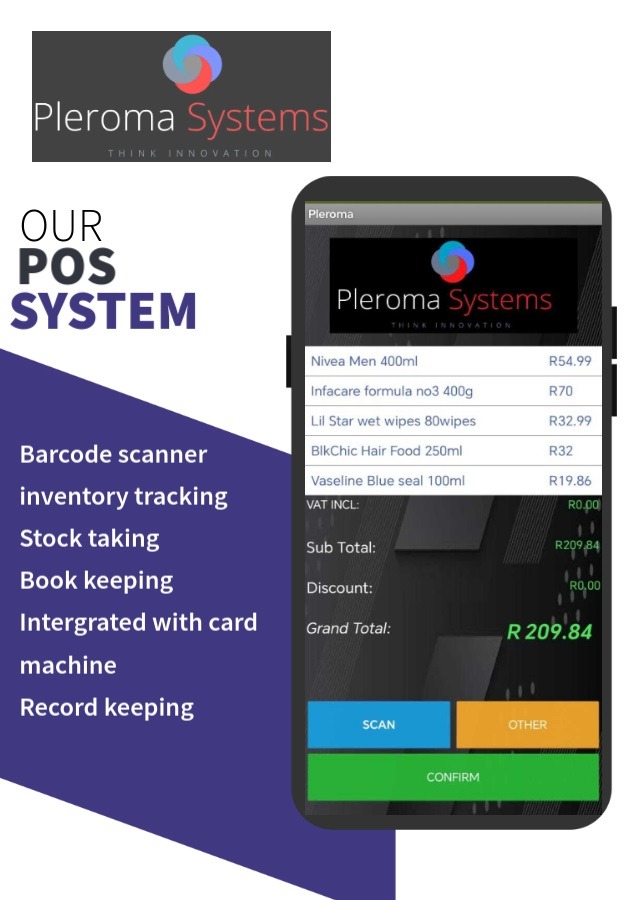 Pleroma Systems
THINK INNOVATION
OUR
POS
SYSTEM
Barcode scanner
inventory tracking
Stock taking
Book keeping
Intergrated with card
machine
Record keeping
Pleroma
Pleroma Systems
THINK INNOVATION
Nivea Men 400ml R54.99
Infacare formula no3 400g R70
Lil Star wet wipes 80wipes R32.99
BlkChic Hair Food 250ml R32
Vaseline Blue seal 100ml R19.86
VAT INCL: R0.00
Sub Total: R209.84
Discount: R0.00
Grand Total: R 209.84
SCAN OTHER
CONFIRM